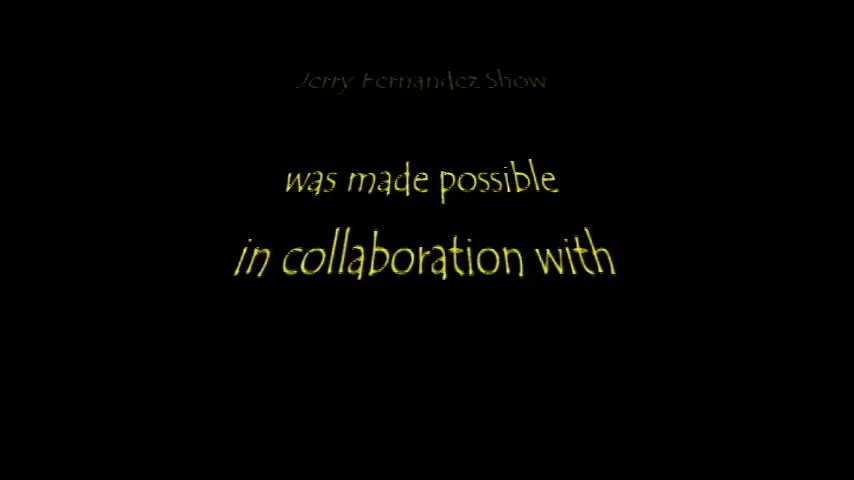 Jerry Fernandez Show
was made possible
in collaboration with